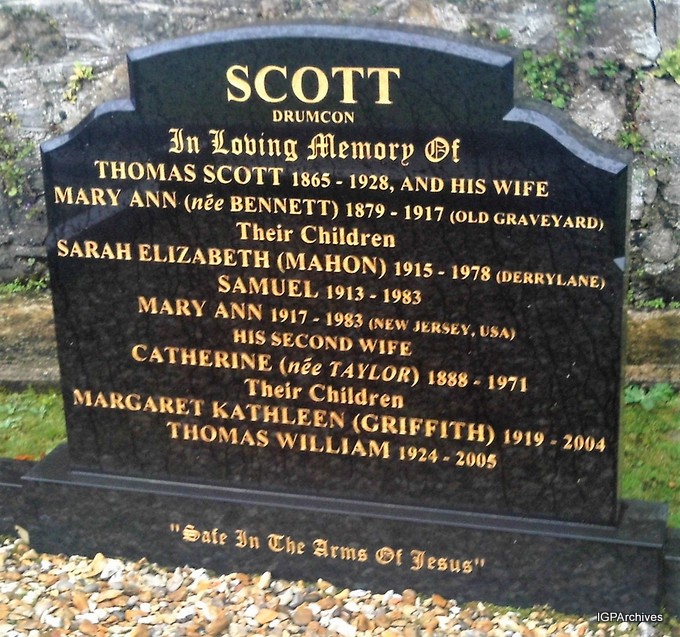 SCOTT
DRUMCON
In Loving Memory Of
THOMAS SCOTT 1865 - 1928, AND HIS WIFE
MARY ANN (née BENNETT) 1879 - 1917 (OLD GRAVEYARD)
Their Children
SARAH ELIZABETH (MAHON) 1915 - 1978 (DERRYLANE)
SAMUEL 1913 - 1983
MARY ANN 1917 - 1983 (NEW JERSEY, USA)
HIS SECOND WIFE
CATHERINE (née TAYLOR) 1888 - 1971
Their Children
MARGARET KATHLEEN (GRIFFITH) 1919 - 2004
THOMAS WILLIAM 1924 - 2005
"Safe In The Arms Of Jesus"
IGPArchives